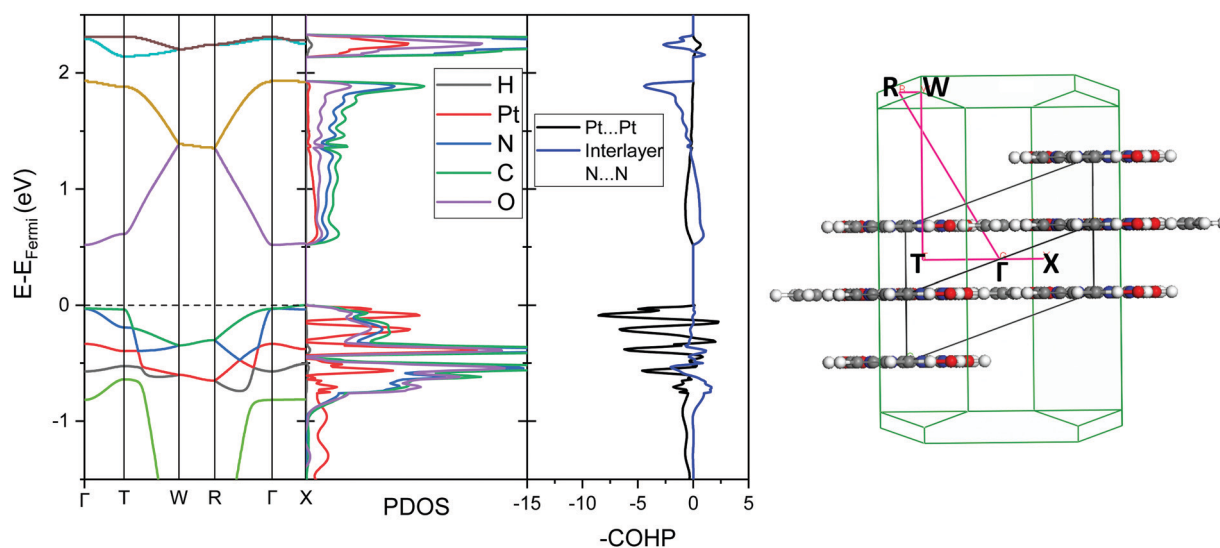 E-E_Fermi (eV)
2
1
0
-1
Γ
T
W
R
Γ
X
H
Pt
N
C
O
PDOS
Pt...Pt
Interlayer
N...N
-15
-10
-5
0
5
-COHP
R
W
T
Γ
X